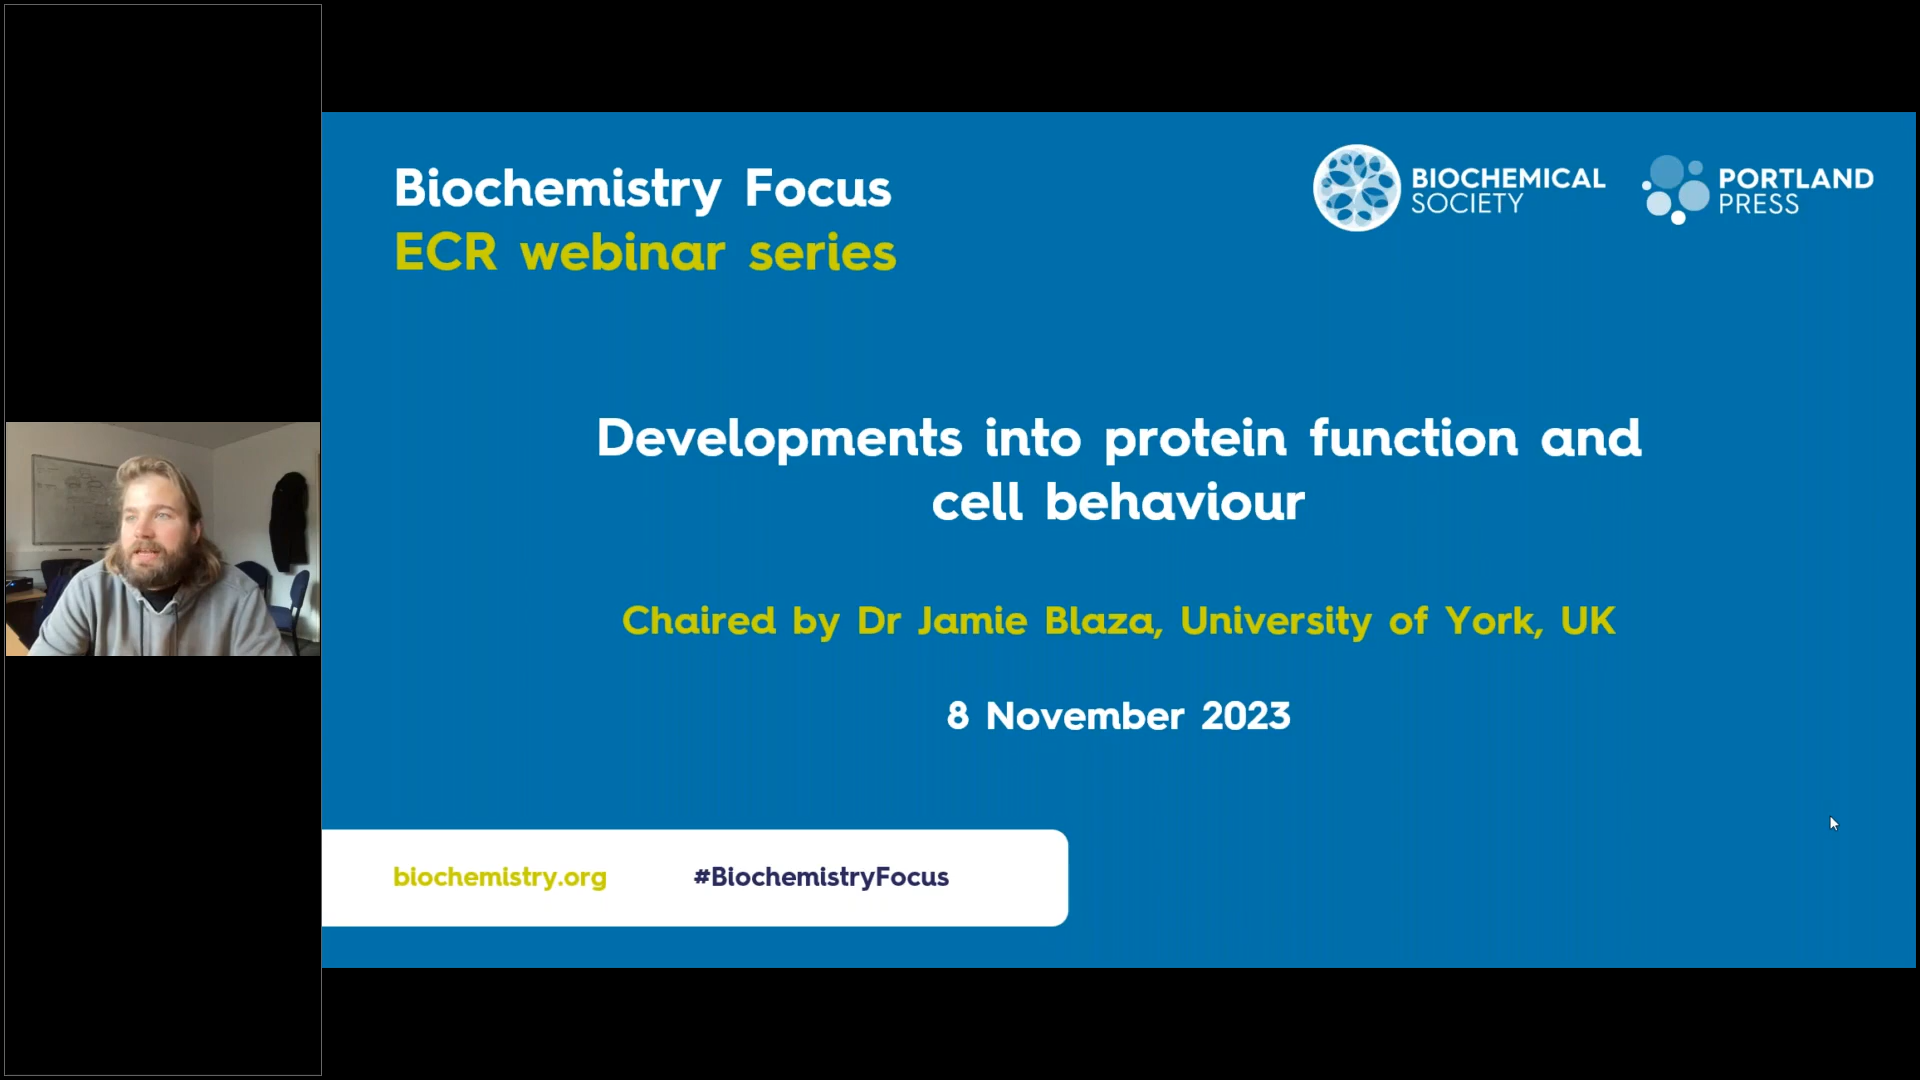 Biochemistry Focus
ECR webinar series
BIOCHEMICAL
SOCIETY
PORTLAND
PRESS
Developments into protein function and
cell behaviour
Chaired by Dr Jamie Blaza, University of York, UK
8 November 2023
biochemistry.org
#BiochemistryFocus